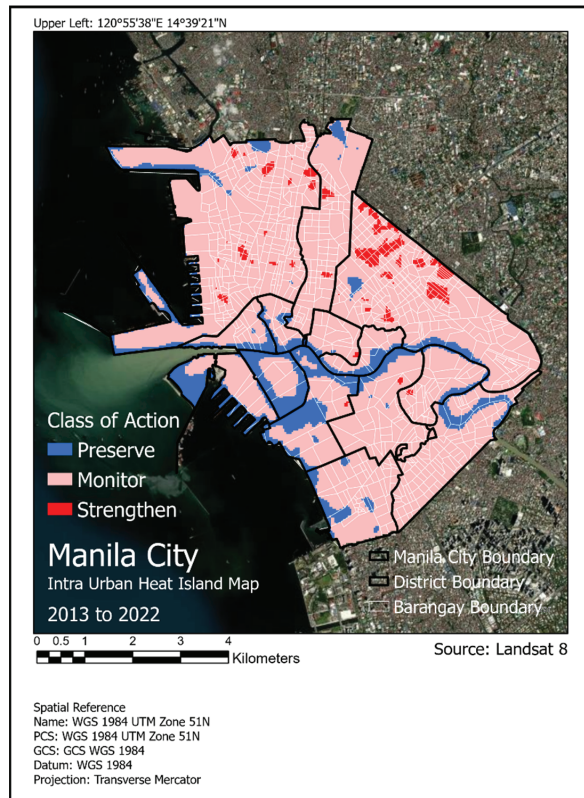 Upper Left: 120°55'38"E 14°39'21"N
Class of Action
Preserve
Monitor
Strengthen
Manila City
Intra Urban Heat Island Map
2013 to 2022
Manila City Boundary
District Boundary
Barangay Boundary
0 0.5 1 2 3 4
Kilometers
Source: Landsat 8
Spatial Reference
Name: WGS 1984 UTM Zone 51N
PCS: WGS 1984 UTM Zone 51N
GCS: GCS WGS 1984
Datum: WGS 1984
Projection: Transverse Mercator